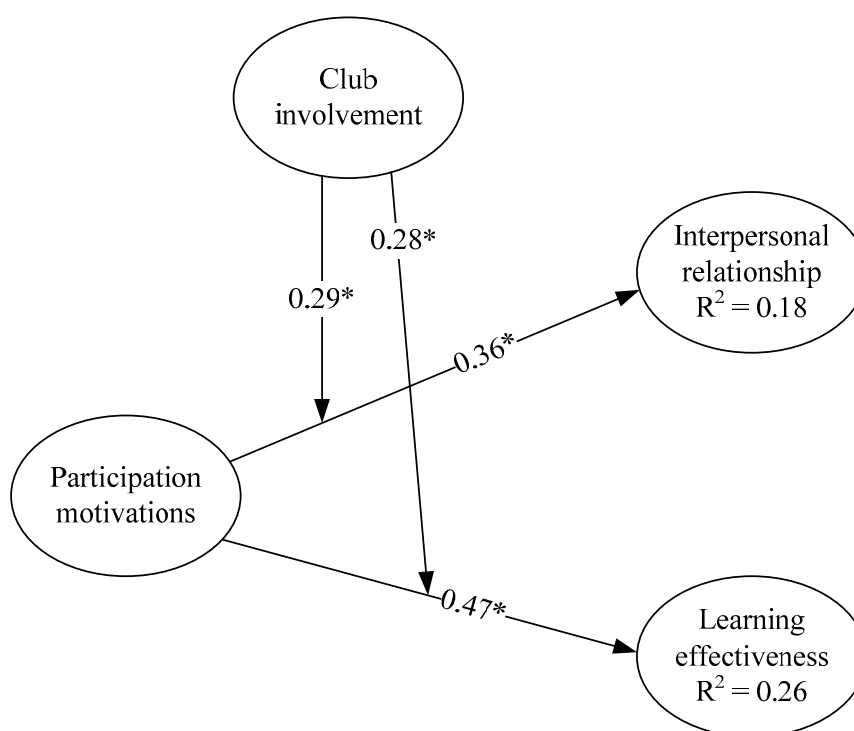 Club
involvement
0.28*
0.29*
Interpersonal
relationship
R² = 0.18
0.36*
Participation
motivations
0.47*
Learning
effectiveness
R² = 0.26